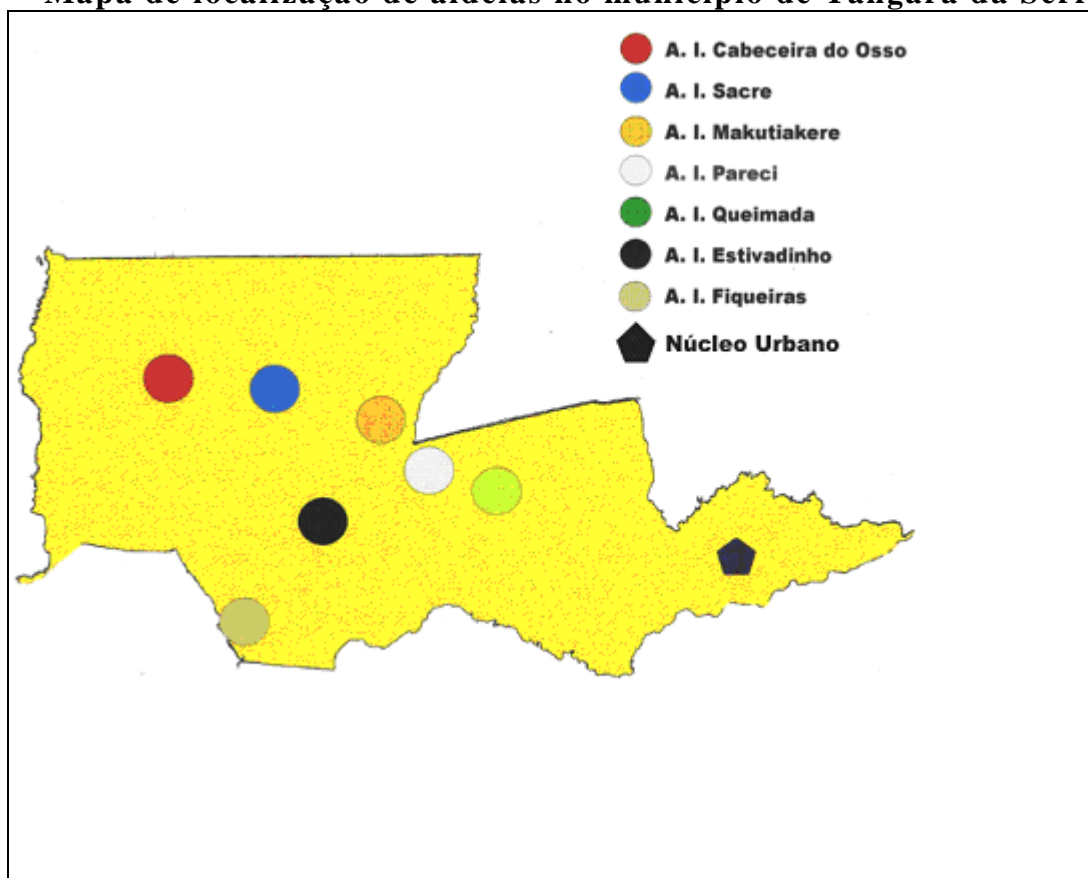 Mapa de localização de aldeias no município de Tangará da
A. I. Cabeceira do Osso
A. I. Sacre
A. I. Makutiakere
A. I. Pareci
A. I. Queimada
A. I. Estivadinho
A. I. Fiqueiras
Núcleo Urbano